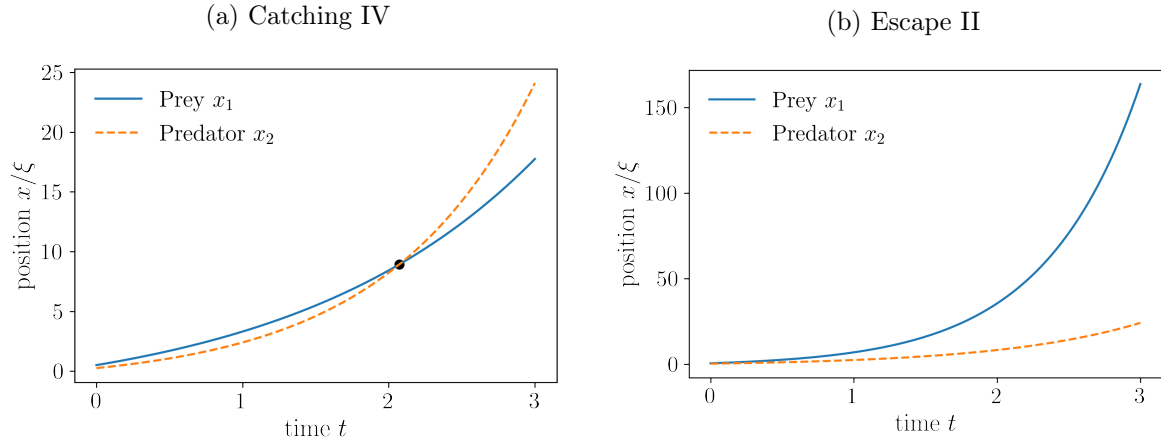 (a) Catching IV
25
20
15
10
5
0
position x/ξ
Prey x₁
Predator x₂
0 1 2 3
time t
(b) Escape II
150
100
50
0
position x/ξ
Prey x₁
Predator x₂
0 1 2 3
time t